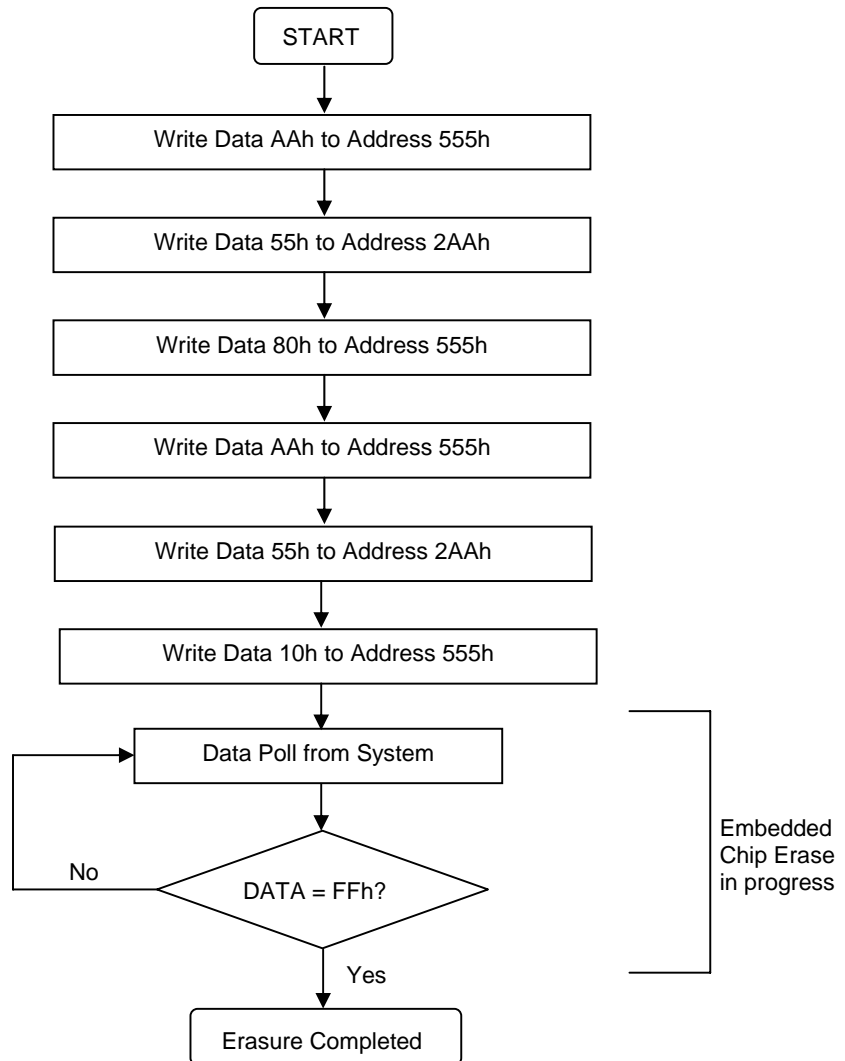 START
Write Data AAh to Address 555h
Write Data 55h to Address 2AAh
Write Data 80h to Address 555h
Write Data AAh to Address 555h
Write Data 55h to Address 2AAh
Write Data 10h to Address 555h
Data Poll from System
No
DATA = FFh?
Yes
Erasure Completed
Embedded
Chip Erase
in progress